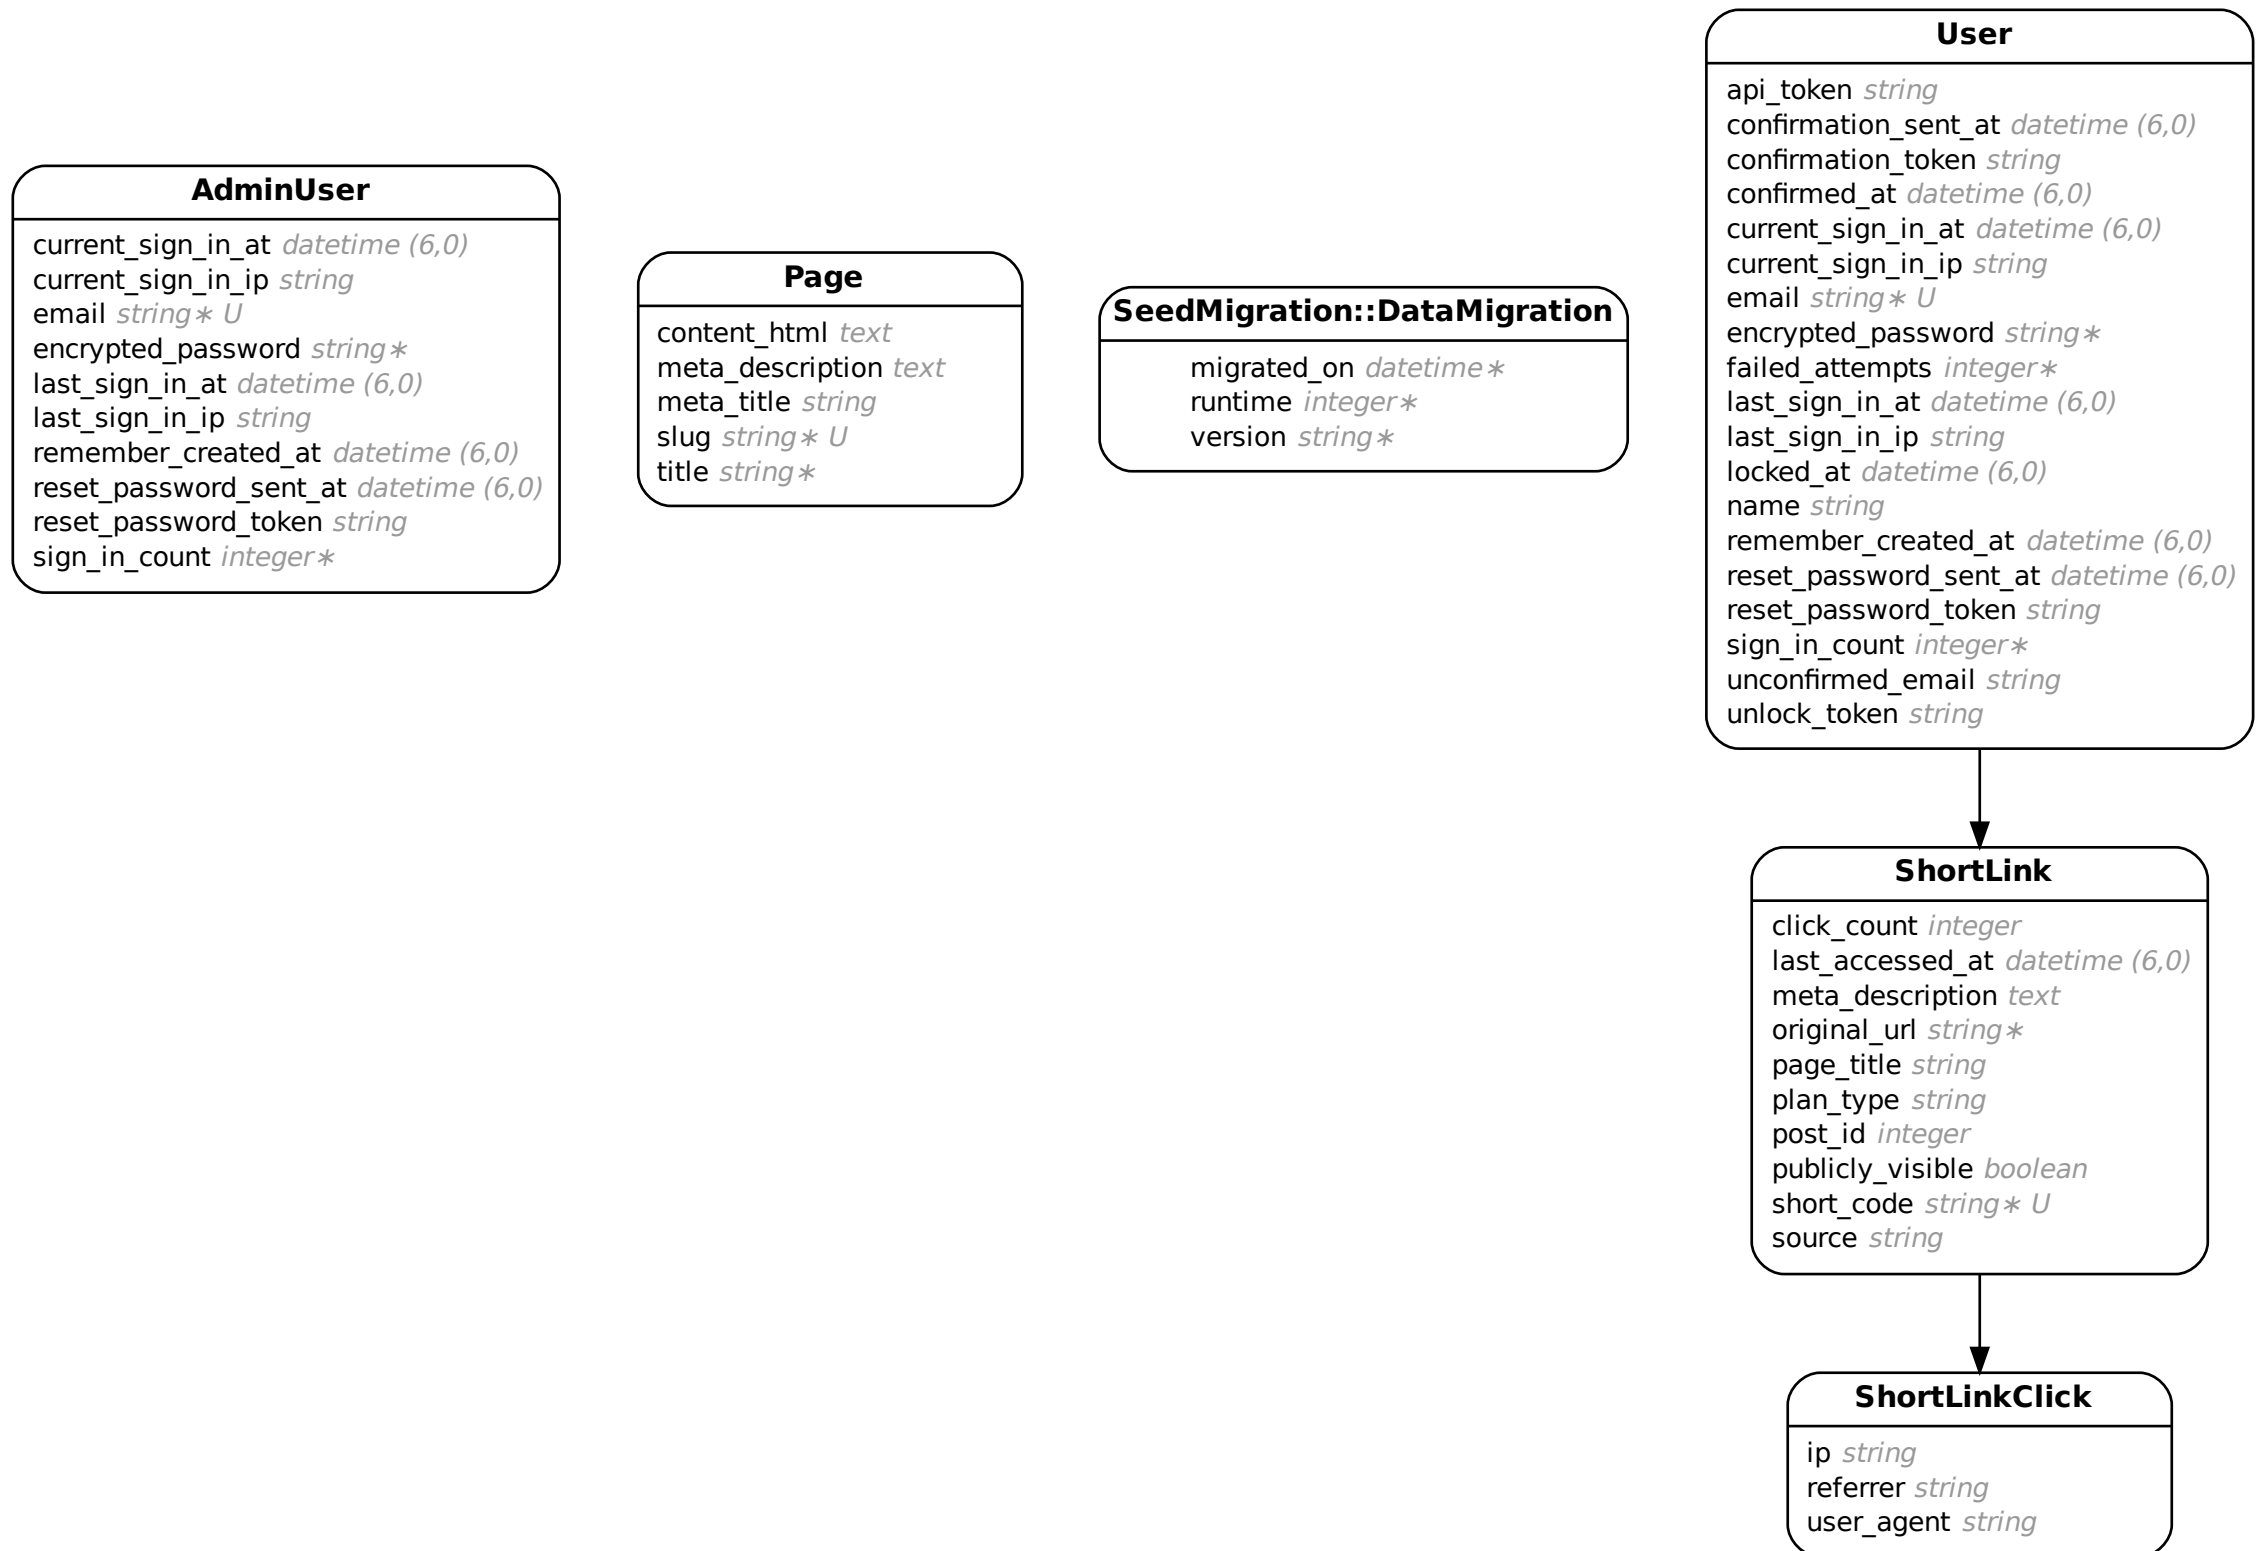 AdminUser
current_sign_in_at datetime (6,0)
current_sign_in_ip string
email string∗ U
encrypted_password string∗
last_sign_in_at datetime (6,0)
last_sign_in_ip string
remember_created_at datetime (6,0)
reset_password_sent_at datetime (6,0)
reset_password_token string
sign_in_count integer∗
Page
content_html text
meta_description text
meta_title string
slug string∗ U
title string∗
SeedMigration::DataMigration
migrated_on datetime∗
runtime integer∗
version string∗
User
api_token string
confirmation_sent_at datetime (6,0)
confirmation_token string
confirmed_at datetime (6,0)
current_sign_in_at datetime (6,0)
current_sign_in_ip string
email string∗ U
encrypted_password string∗
failed_attempts integer∗
last_sign_in_at datetime (6,0)
last_sign_in_ip string
locked_at datetime (6,0)
name string
remember_created_at datetime (6,0)
reset_password_sent_at datetime (6,0)
reset_password_token string
sign_in_count integer∗
unconfirmed_email string
unlock_token string
ShortLink
click_count integer
last_accessed_at datetime (6,0)
meta_description text
original_url string∗
page_title string
plan_type string
post_id integer
publicly_visible boolean
short_code string∗ U
source string
ShortLinkClick
ip string
referrer string
user_agent string